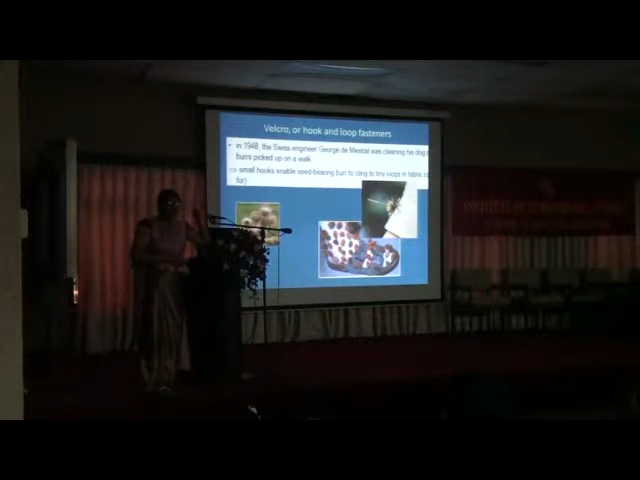 Velcro, or hook and loop fasteners
• in 1948, the Swiss engineer George de Mestral was cleaning his dog
burrs picked up on a walk
small hooks enable seed-bearing burr to cling to tiny loops in fabric
fur)
INSTITUTE OF